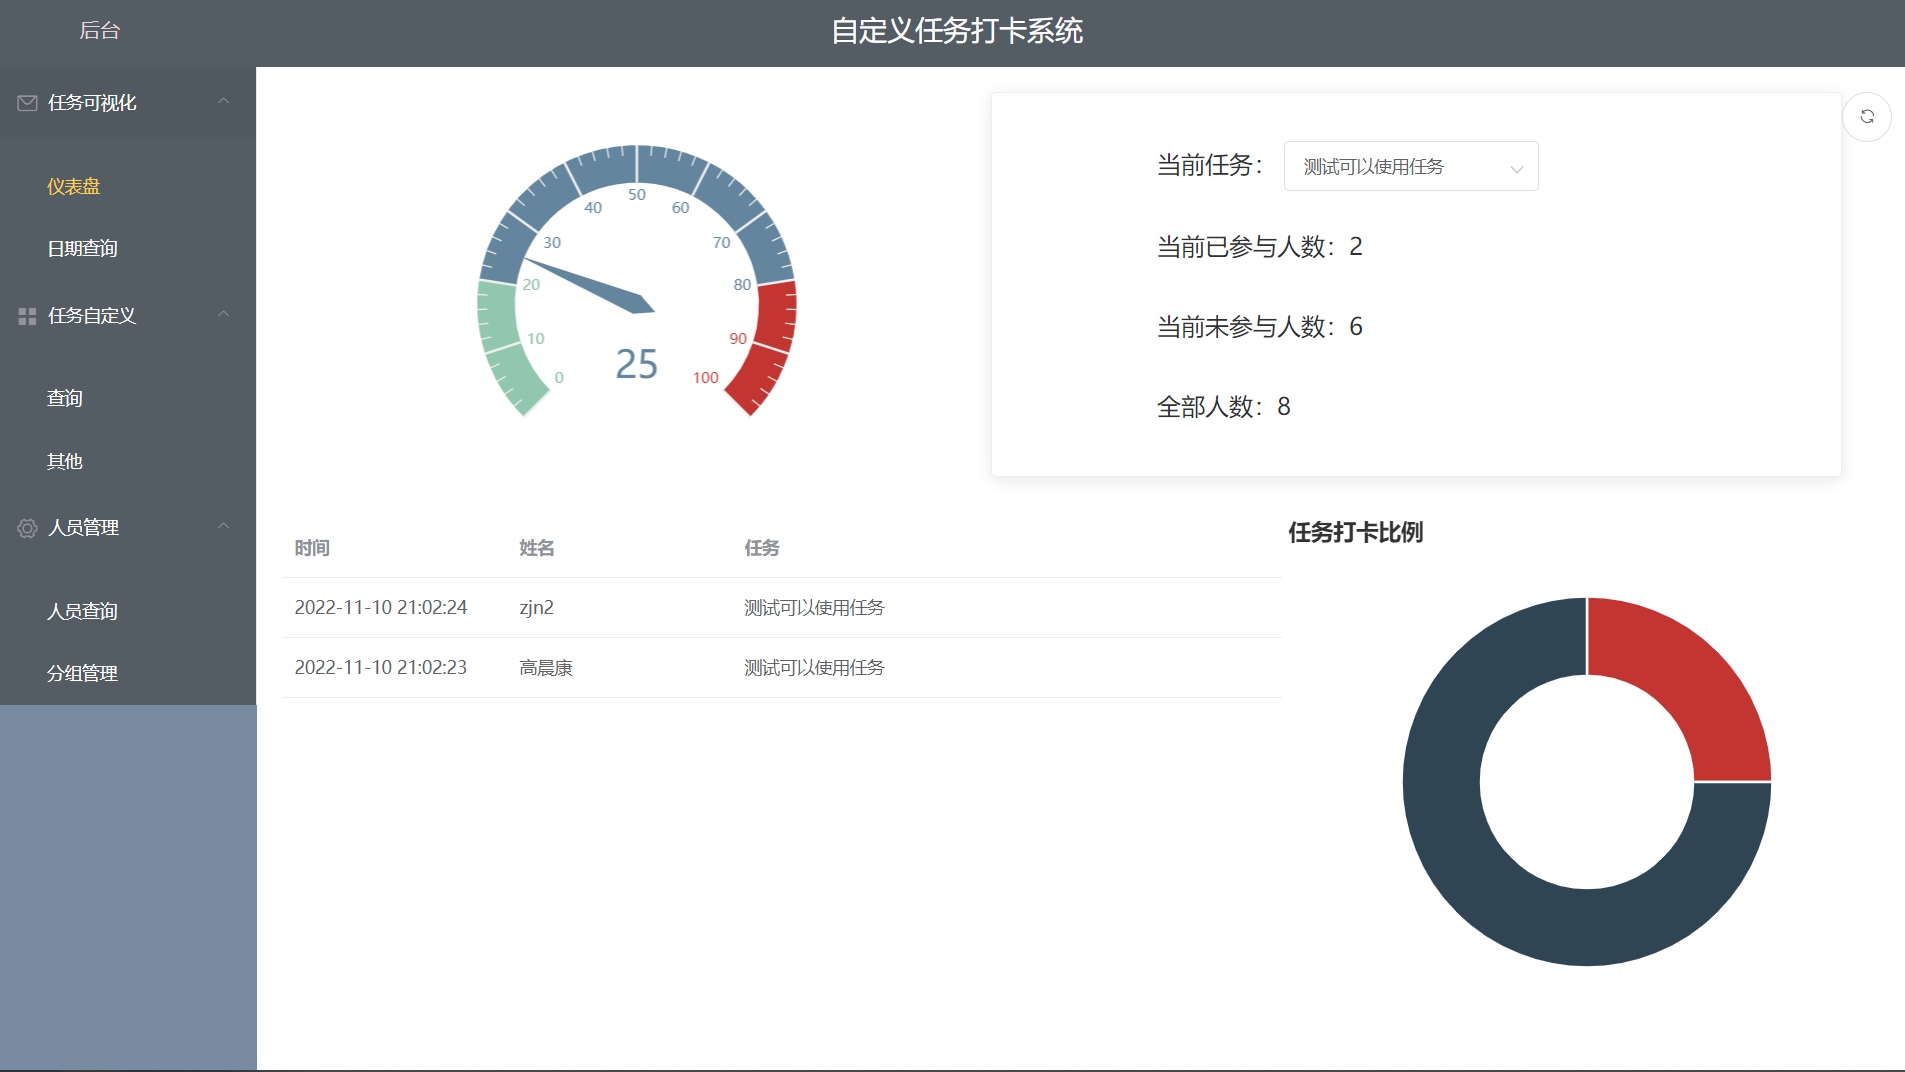 后台
自定义任务打卡系统
任务可视化
仪表盘
日期查询
任务自定义
查询
其他
人员管理
人员查询
分组管理
0
10
20
30
40
50
60
70
80
90
100
25
当前任务： 测试可以使用任务
当前已参与人数：2
当前未参与人数：6
全部人数：8
时间 姓名 任务
2022-11-10 21:02:24 zjn2 测试可以使用任务
2022-11-10 21:02:23 高晨康 测试可以使用任务
任务打卡比例